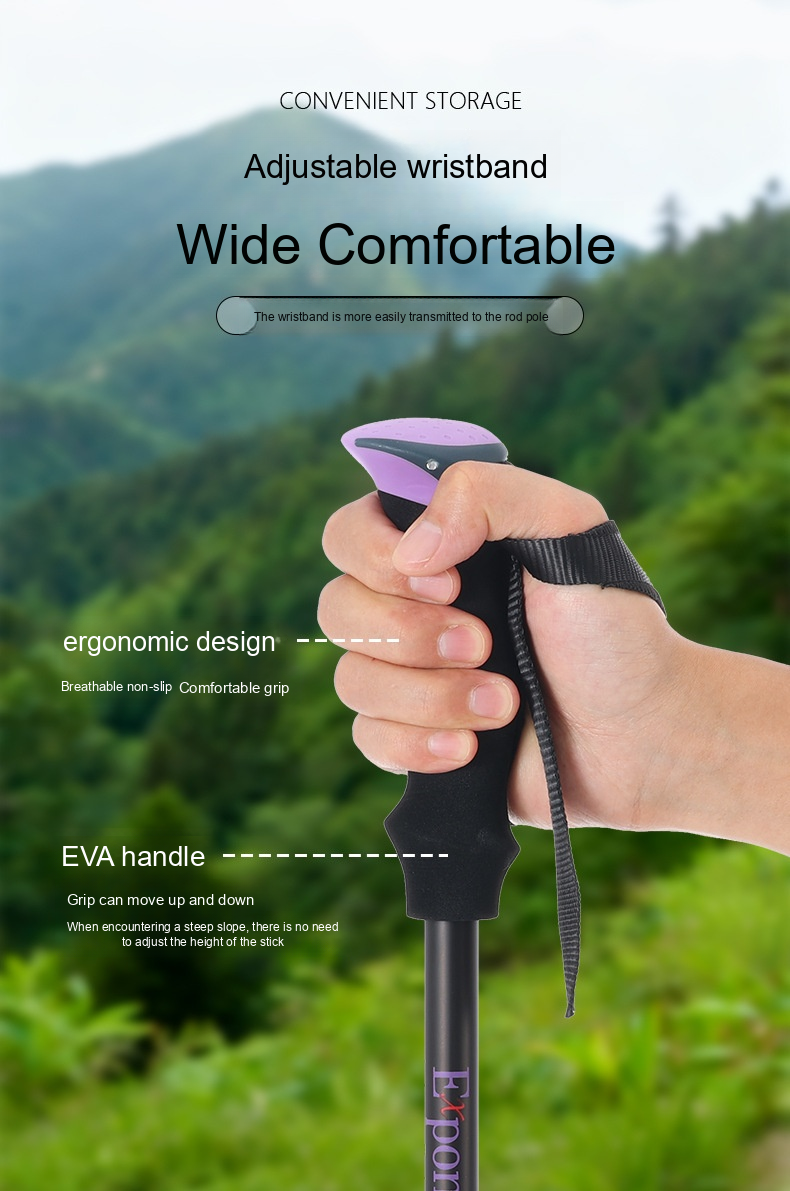 CONVENIENT STORAGE
Adjustable wristband
Wide Comfortable
The wristband is more easily transmitted to the rod pole
ergonomic design
Breathable non-slip Comfortable grip
EVA handle
Grip can move up and down
When encountering a steep slope, there is no need
to adjust the height of the stick
Expon